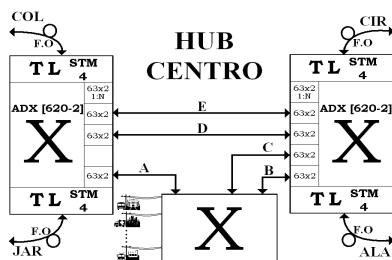 COL
CIR
F.O
F.O
HUB
CENTRO
TL STM 4
TL STM 4
63x2
1:N
63x2
1:N
ADX [620-2]
ADX [620-2]
63x2
E
63x2
X
X
63x2
D
63x2
C
63x2
63x2
A
B
63x2
X
TL STM 4
TL STM 4
F.O
F.O
JAR
ALA